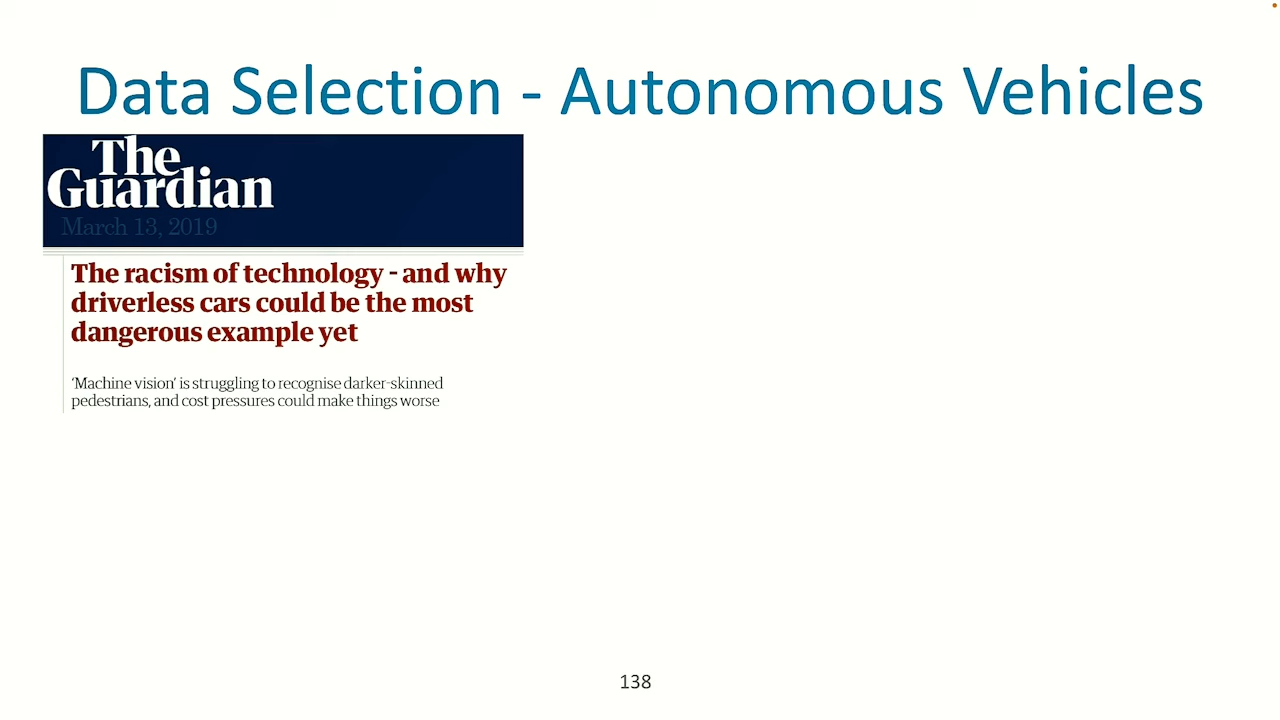 Data Selection - Autonomous Vehicles
The
Guardian
March 13, 2019
The racism of technology - and why
driverless cars could be the most
dangerous example yet
‘Machine vision’ is struggling to recognise darker-skinned
pedestrians, and cost pressures could make things worse
138